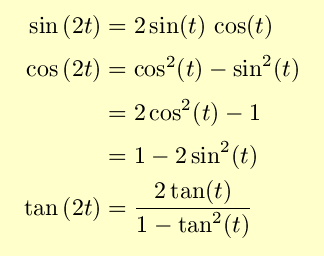 sin (2t) = 2 sin(t) cos(t)
cos (2t) = cos²(t) − sin²(t)
= 2 cos²(t) − 1
= 1 − 2 sin²(t)
tan (2t) = 2 tan(t) / 1 − tan²(t)